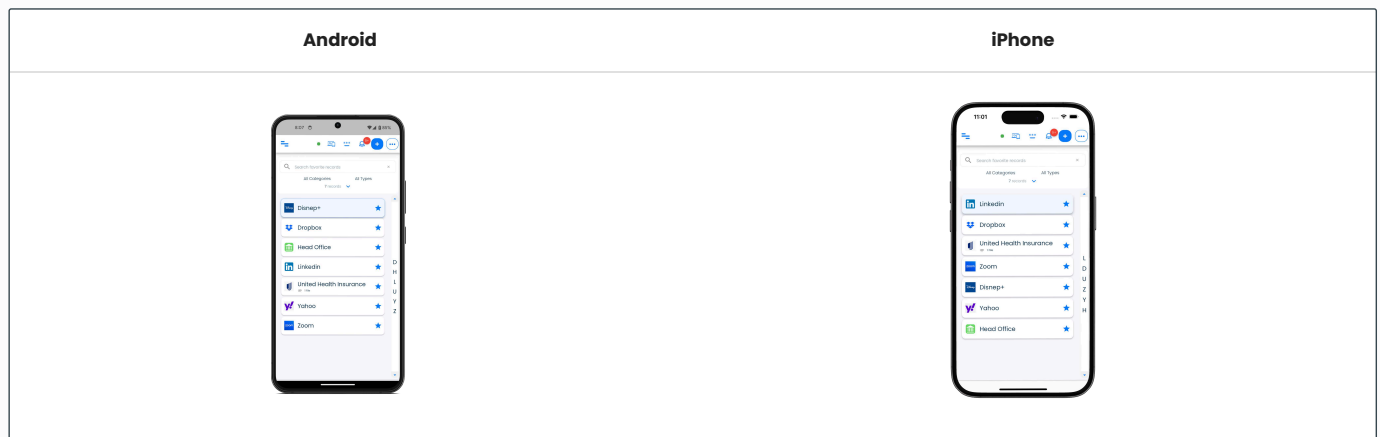 Android
iPhone
Search favorite records
All Categories All Types
Disnep+
Dropbox
Head Office
Linkedin
United Health Insurance
Yahoo
Zoom
D
H
L
U
Y
Z
11:01
Search favorite records
All Categories All Types
Linkedin
Dropbox
United Health Insurance
Zoom
Disnep+
Yahoo
Head Office
L
D
U
Z
Y
H